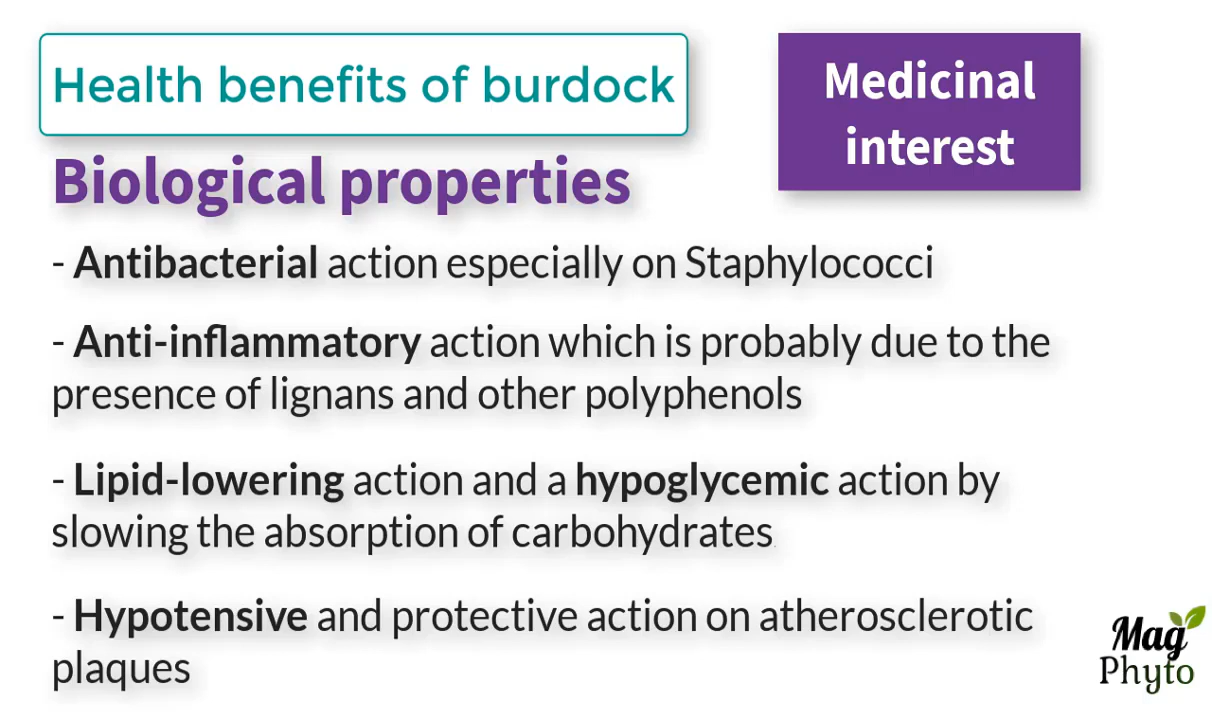 Health benefits of burdock
Medicinal
interest
Biological properties
- Antibacterial action especially on Staphylococci
- Anti-inflammatory action which is probably due to the
presence of lignans and other polyphenols
- Lipid-lowering action and a hypoglycemic action by
slowing the absorption of carbohydrates
- Hypotensive and protective action on atherosclerotic
plaques
Mag
Phyto